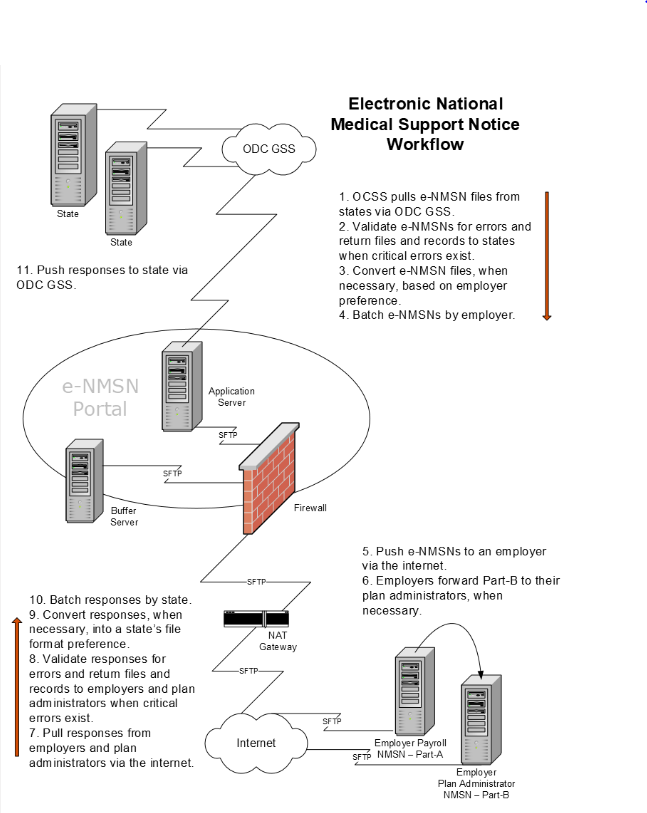 Electronic National
Medical Support Notice
Workflow
ODC GSS
State
State
1. OCSS pulls e-NMSN files from
states via ODC GSS.
2. Validate e-NMSNs for errors and
return files and records to states
when critical errors exist.
3. Convert e-NMSN files, when
necessary, based on employer
preference.
4. Batch e-NMSNs by employer.
11. Push responses to state via
ODC GSS.
e-NMSN
Portal
Application
Server
SFTP
SFTP
Buffer
Server
Firewall
5. Push e-NMSNs to an employer
via the internet.
6. Employers forward Part-B to their
plan administrators, when
necessary.
SFTP
10. Batch responses by state.
9. Convert responses, when
necessary, into a state's file
format preference.
8. Validate responses for
errors and return files and
records to employers and plan
administrators when critical
errors exist.
7. Pull responses from
employers and plan
administrators via the internet.
NAT
Gateway
SFTP
Internet
SFTP
SFTP
Employer Payroll
NMSN – Part-A
Employer
Plan Administrator
NMSN – Part-B